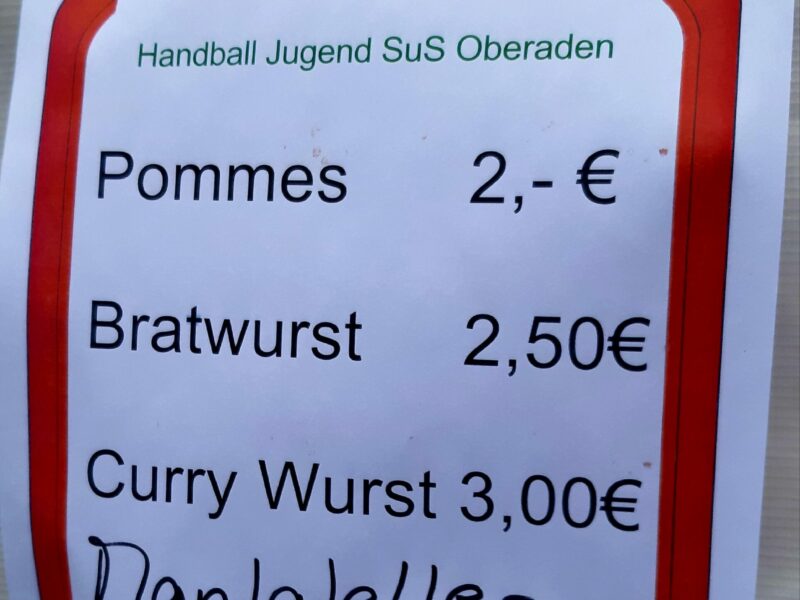 Handball Jugend SuS Oberaden
Pommes 2,- €
Bratwurst 2,50€
Curry Wurst 3,00€